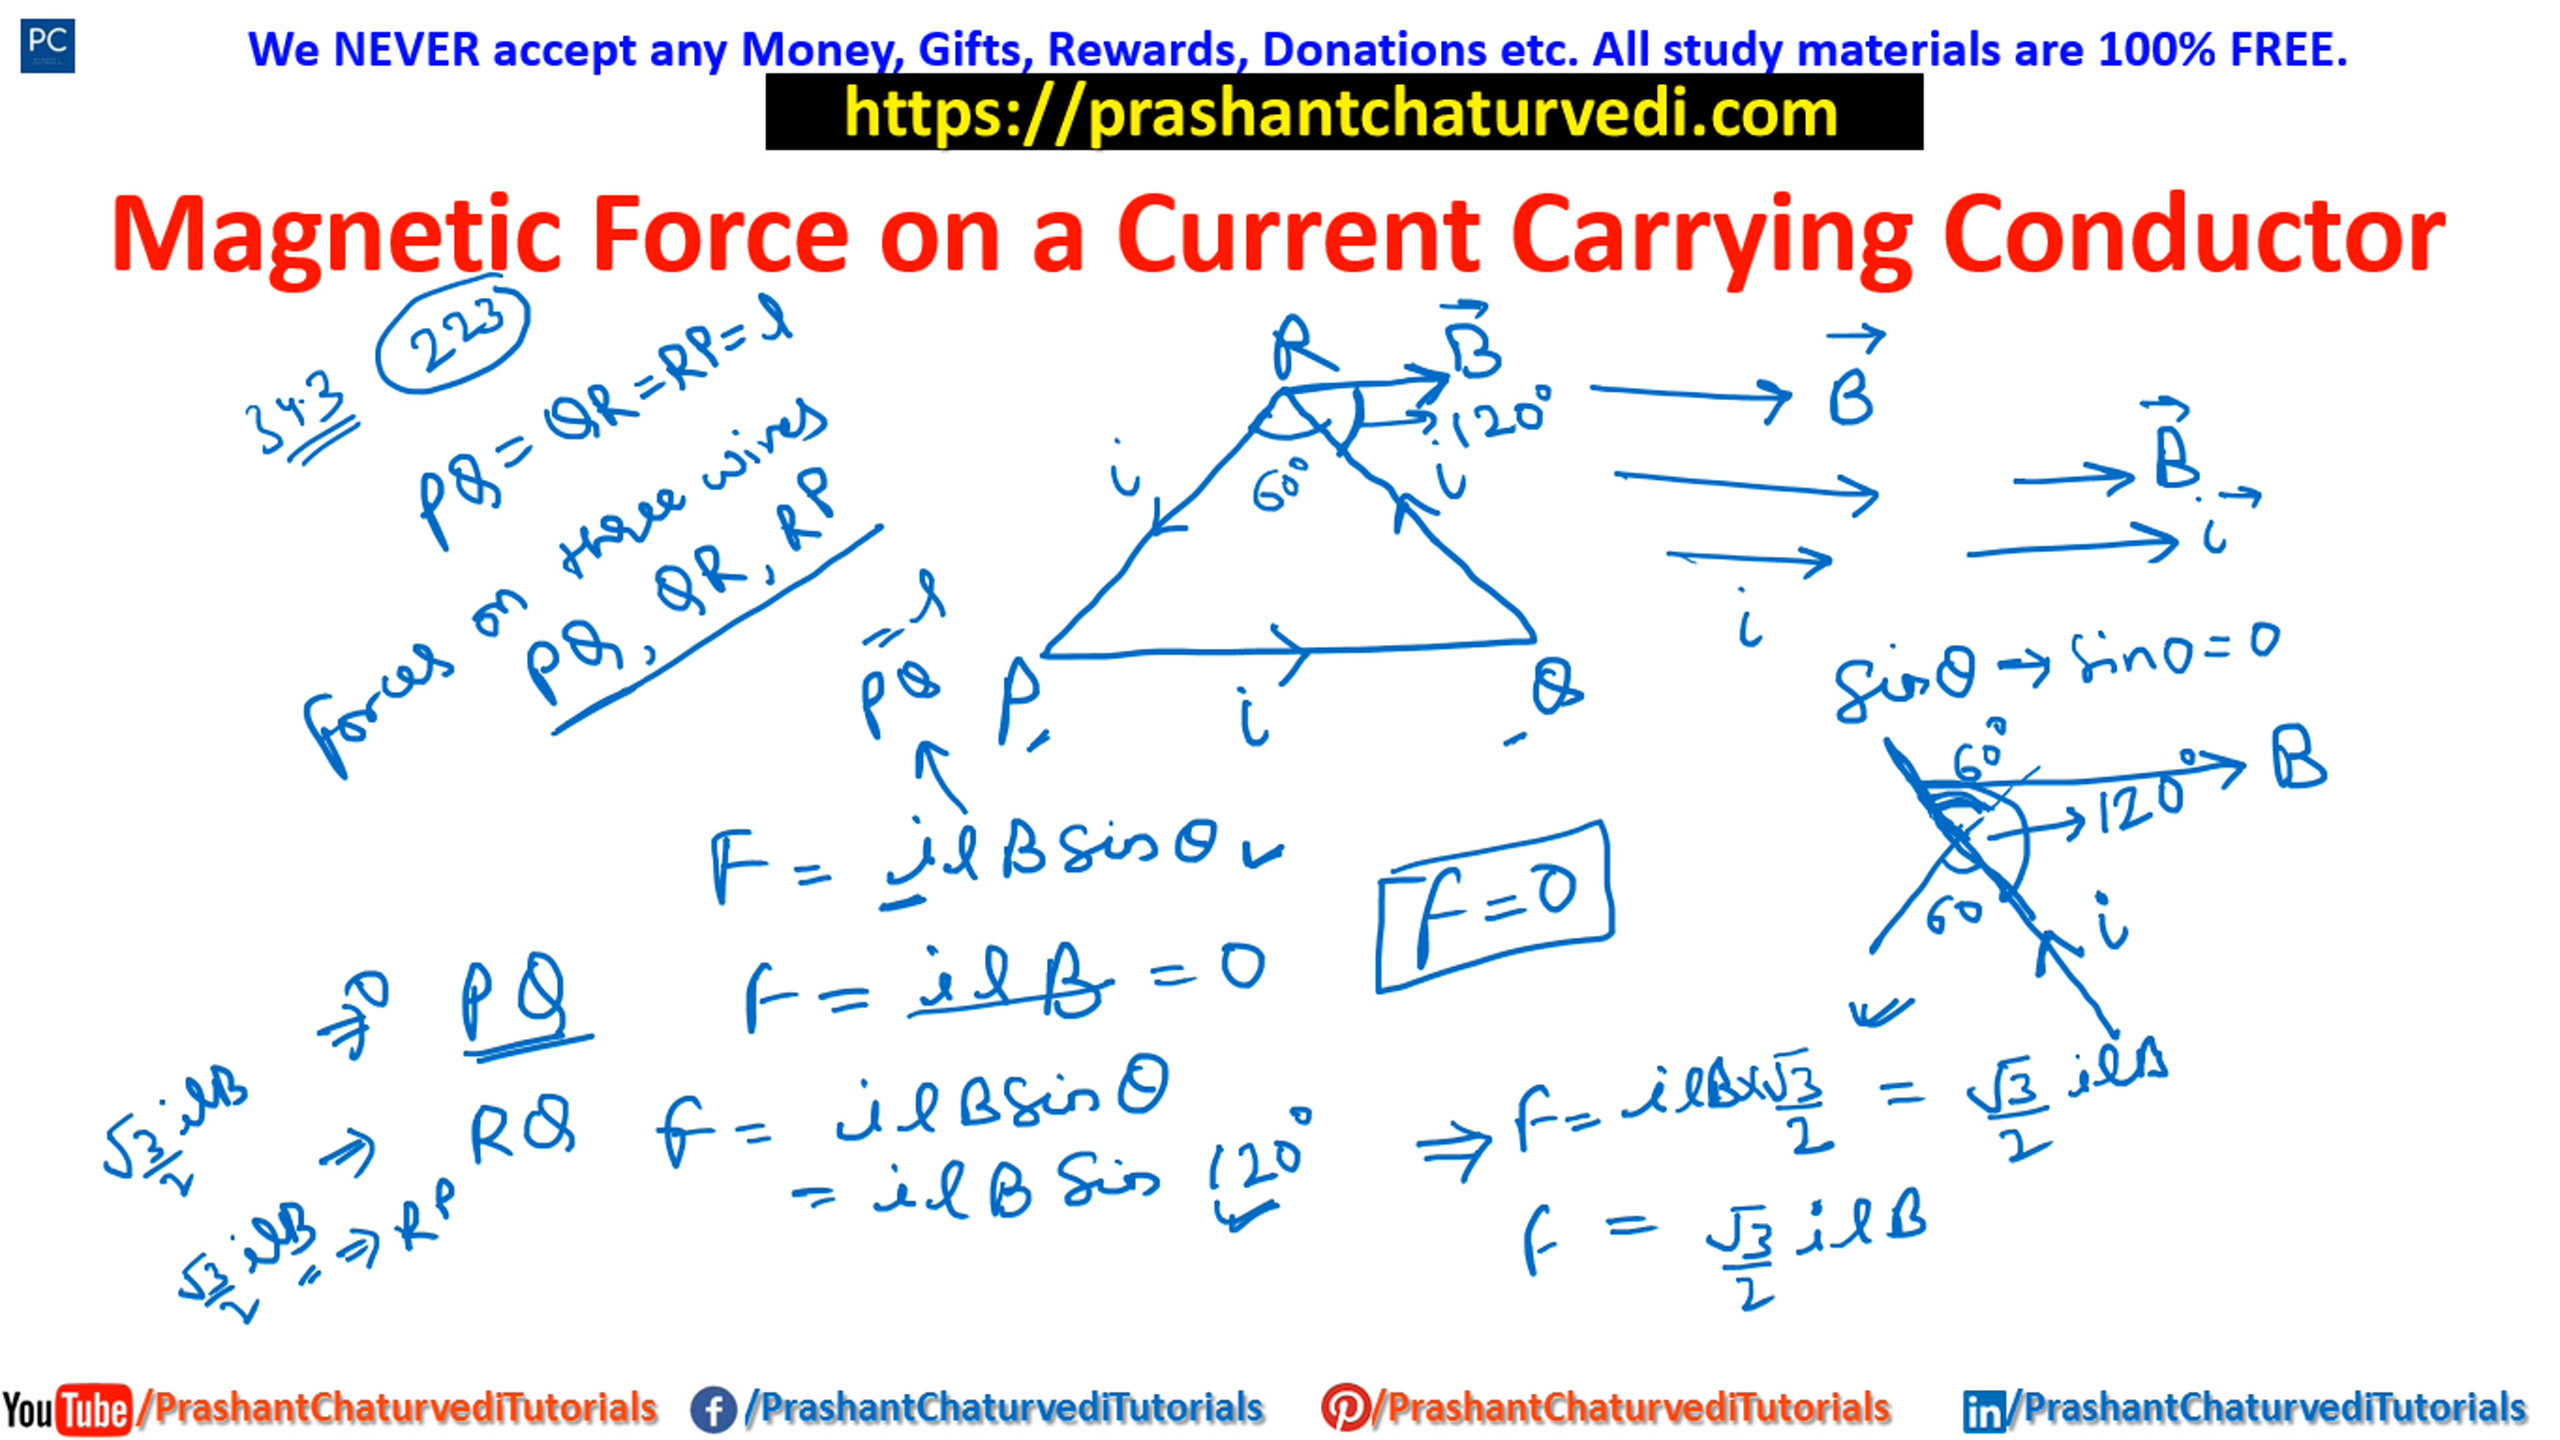 PC
We NEVER accept any Money, Gifts, Rewards, Donations etc. All study materials are 100% FREE.
https://prashantchaturvedi.com
Magnetic Force on a Current Carrying Conductor
34.3
223
PQ = QR = RP = l
forces on three wires
PQ, QR, RP
R
B⃗
120°
60°
i
i
P
Q
i
B⃗
i
B⃗
i⃗
PQ = l
sinθ → sin0 = 0
60°
B
120°
60
i
F = ilBsinθ
F = 0
0 ⇒ PQ F = ilB = 0
√3/2 ilB ⇒ RQ F = ilBsinθ
= ilB sin 120°
⇒ F = ilB×√3/2 = √3/2 ilB
√3/2 ilB ⇒ RP
F = √3/2 ilB
YouTube/PrashantChaturvediTutorials
f/PrashantChaturvediTutorials
/PrashantChaturvediTutorials
in/PrashantChaturvediTutorials